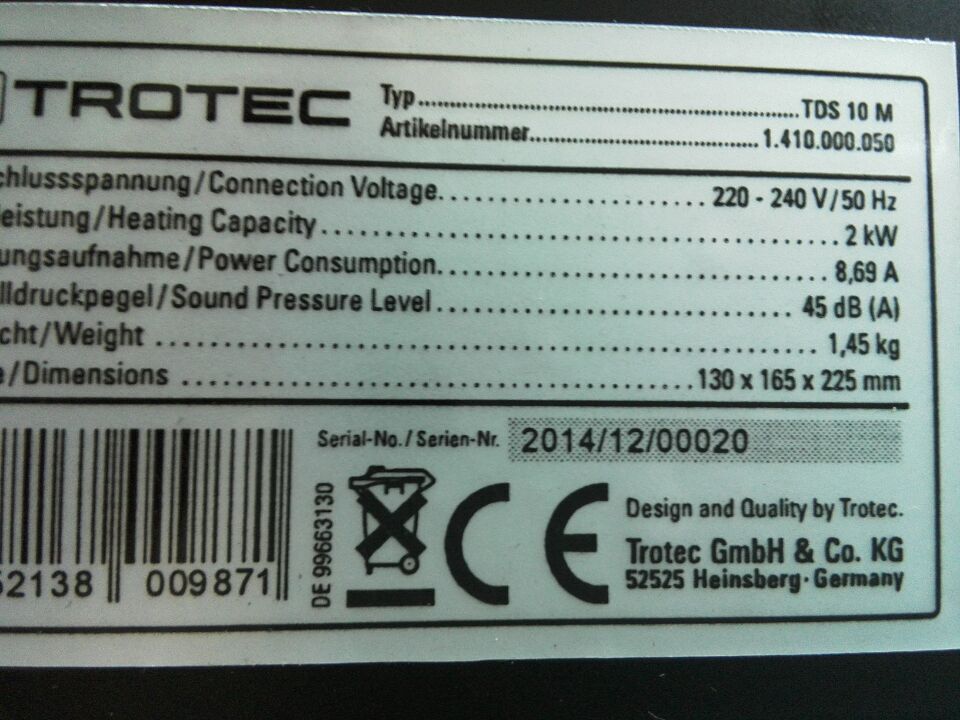 TROTEC
Typ TDS 10 M
Artikelnummer 1.410.000.050
chlussspannung/Connection Voltage 220 - 240 V/50 Hz
leistung/Heating Capacity 2 kW
ungsaufnahme/Power Consumption 8,69 A
lldruckpegel/Sound Pressure Level 45 dB (A)
cht/Weight 1,45 kg
e/Dimensions 130 x 165 x 225 mm
Serial-No./Serien-Nr. 2014/12/00020
DE 99663130
CE
Design and Quality by Trotec.
Trotec GmbH & Co. KG
52525 Heinsberg·Germany
52138 009871